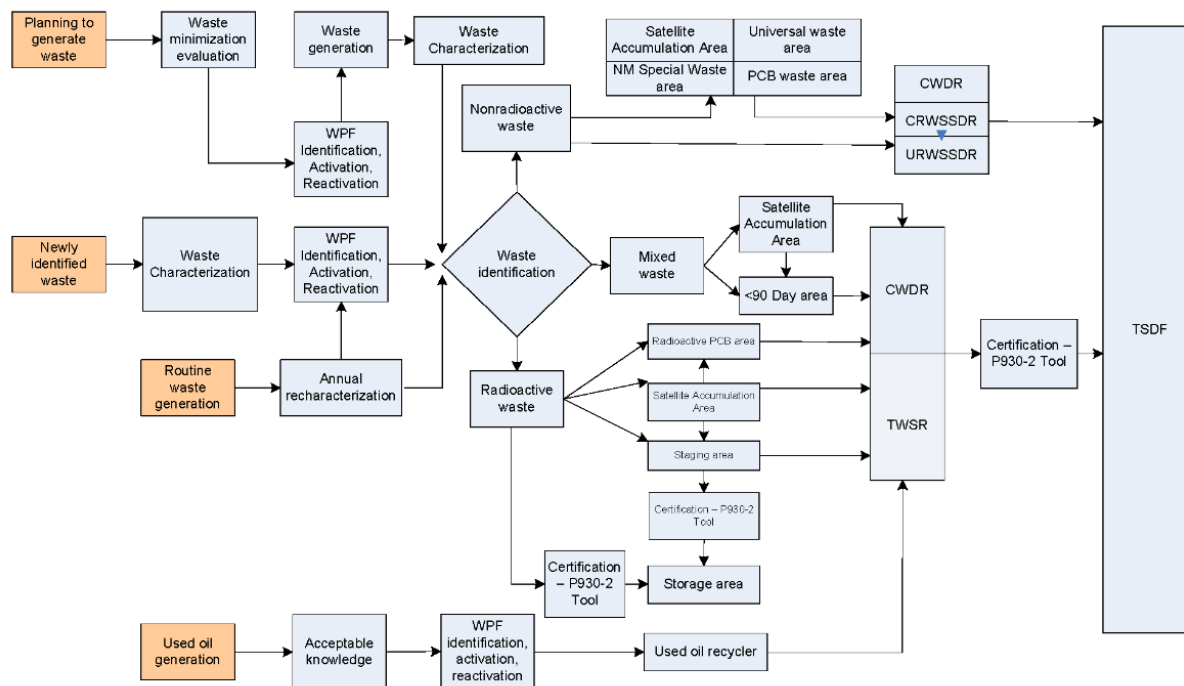 Planning to
generate waste
Waste
minimization
evaluation
Waste
generation
Waste
Characterization
WPF
Identification,
Activation,
Reactivation
Satellite
Accumulation Area
Universal waste
area
NM Special Waste
area
PCB waste area
Nonradioactive
waste
CWDR
CRWSSDR
URWSSDR
TSDF
Newly
identified
waste
Waste
Characterization
WPF
Identification,
Activation,
Reactivation
Waste
identification
Mixed
waste
Satellite
Accumulation
Area
<90 Day area
CWDR
TWSR
Certification –
P930-2 Tool
Routine
waste
generation
Annual
recharacterization
Radioactive
waste
Radioactive PCB area
Satellite Accumulation
Area
Staging area
Certification – P930-2
Tool
Certification
– P930-2
Tool
Storage area
Used oil
generation
Acceptable
knowledge
WPF
identification,
activation,
reactivation
Used oil recycler